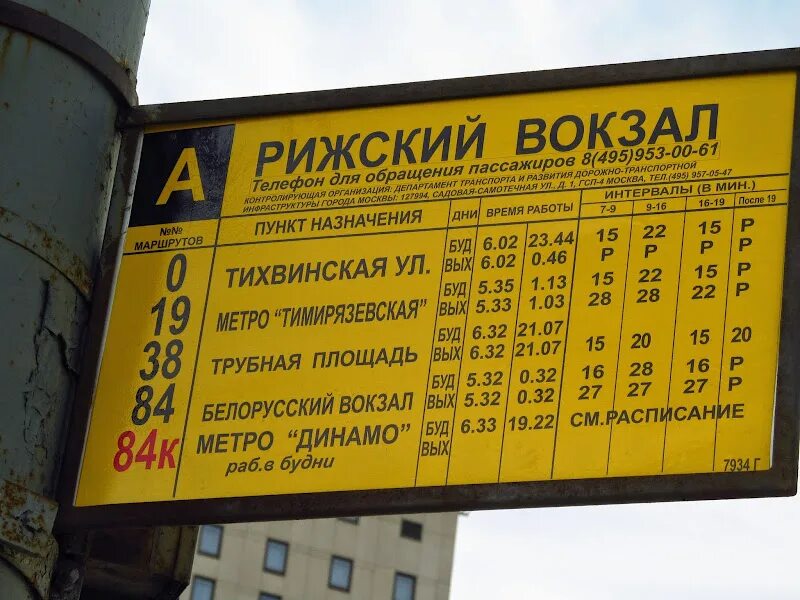 А
РИЖСКИЙ ВОКЗАЛ
Телефон для обращения пассажиров 8(495)953-00-61
КОНТРОЛИРУЮЩАЯ ОРГАНИЗАЦИЯ: ДЕПАРТАМЕНТ ТРАНСПОРТА И РАЗВИТИЯ ДОРОЖНО-ТРАНСПОРТНОЙ
ИНФРАСТРУКТУРЫ ГОРОДА МОСКВЫ: 127994, САДОВАЯ-САМОТЕЧНАЯ УЛ., Д. 1, ГСП-4 МОСКВА, ТЕЛ.(495) 957-05-47
№№ МАРШРУТОВ ПУНКТ НАЗНАЧЕНИЯ ДНИ ВРЕМЯ РАБОТЫ ИНТЕРВАЛЫ (В МИН.)
7-9 9-16 16-19 После 19
0 ТИХВИНСКАЯ УЛ. БУД 6.02 23.44 15 22 15 Р
ВЫХ 6.02 0.46 Р Р Р Р
19 МЕТРО "ТИМИРЯЗЕВСКАЯ" БУД 5.35 1.13 15 22 15 Р
ВЫХ 5.33 1.03 28 28 22 Р
38 ТРУБНАЯ ПЛОЩАДЬ БУД 6.32 21.07 15 20 15 20
ВЫХ 6.32 21.07
84 БЕЛОРУССКИЙ ВОКЗАЛ БУД 5.32 0.32 16 28 16 Р
ВЫХ 5.32 0.32 27 27 27 Р
84к МЕТРО "ДИНАМО" БУД 6.33 19.22 СМ.РАСПИСАНИЕ
раб.в будни ВЫХ
7934 Г